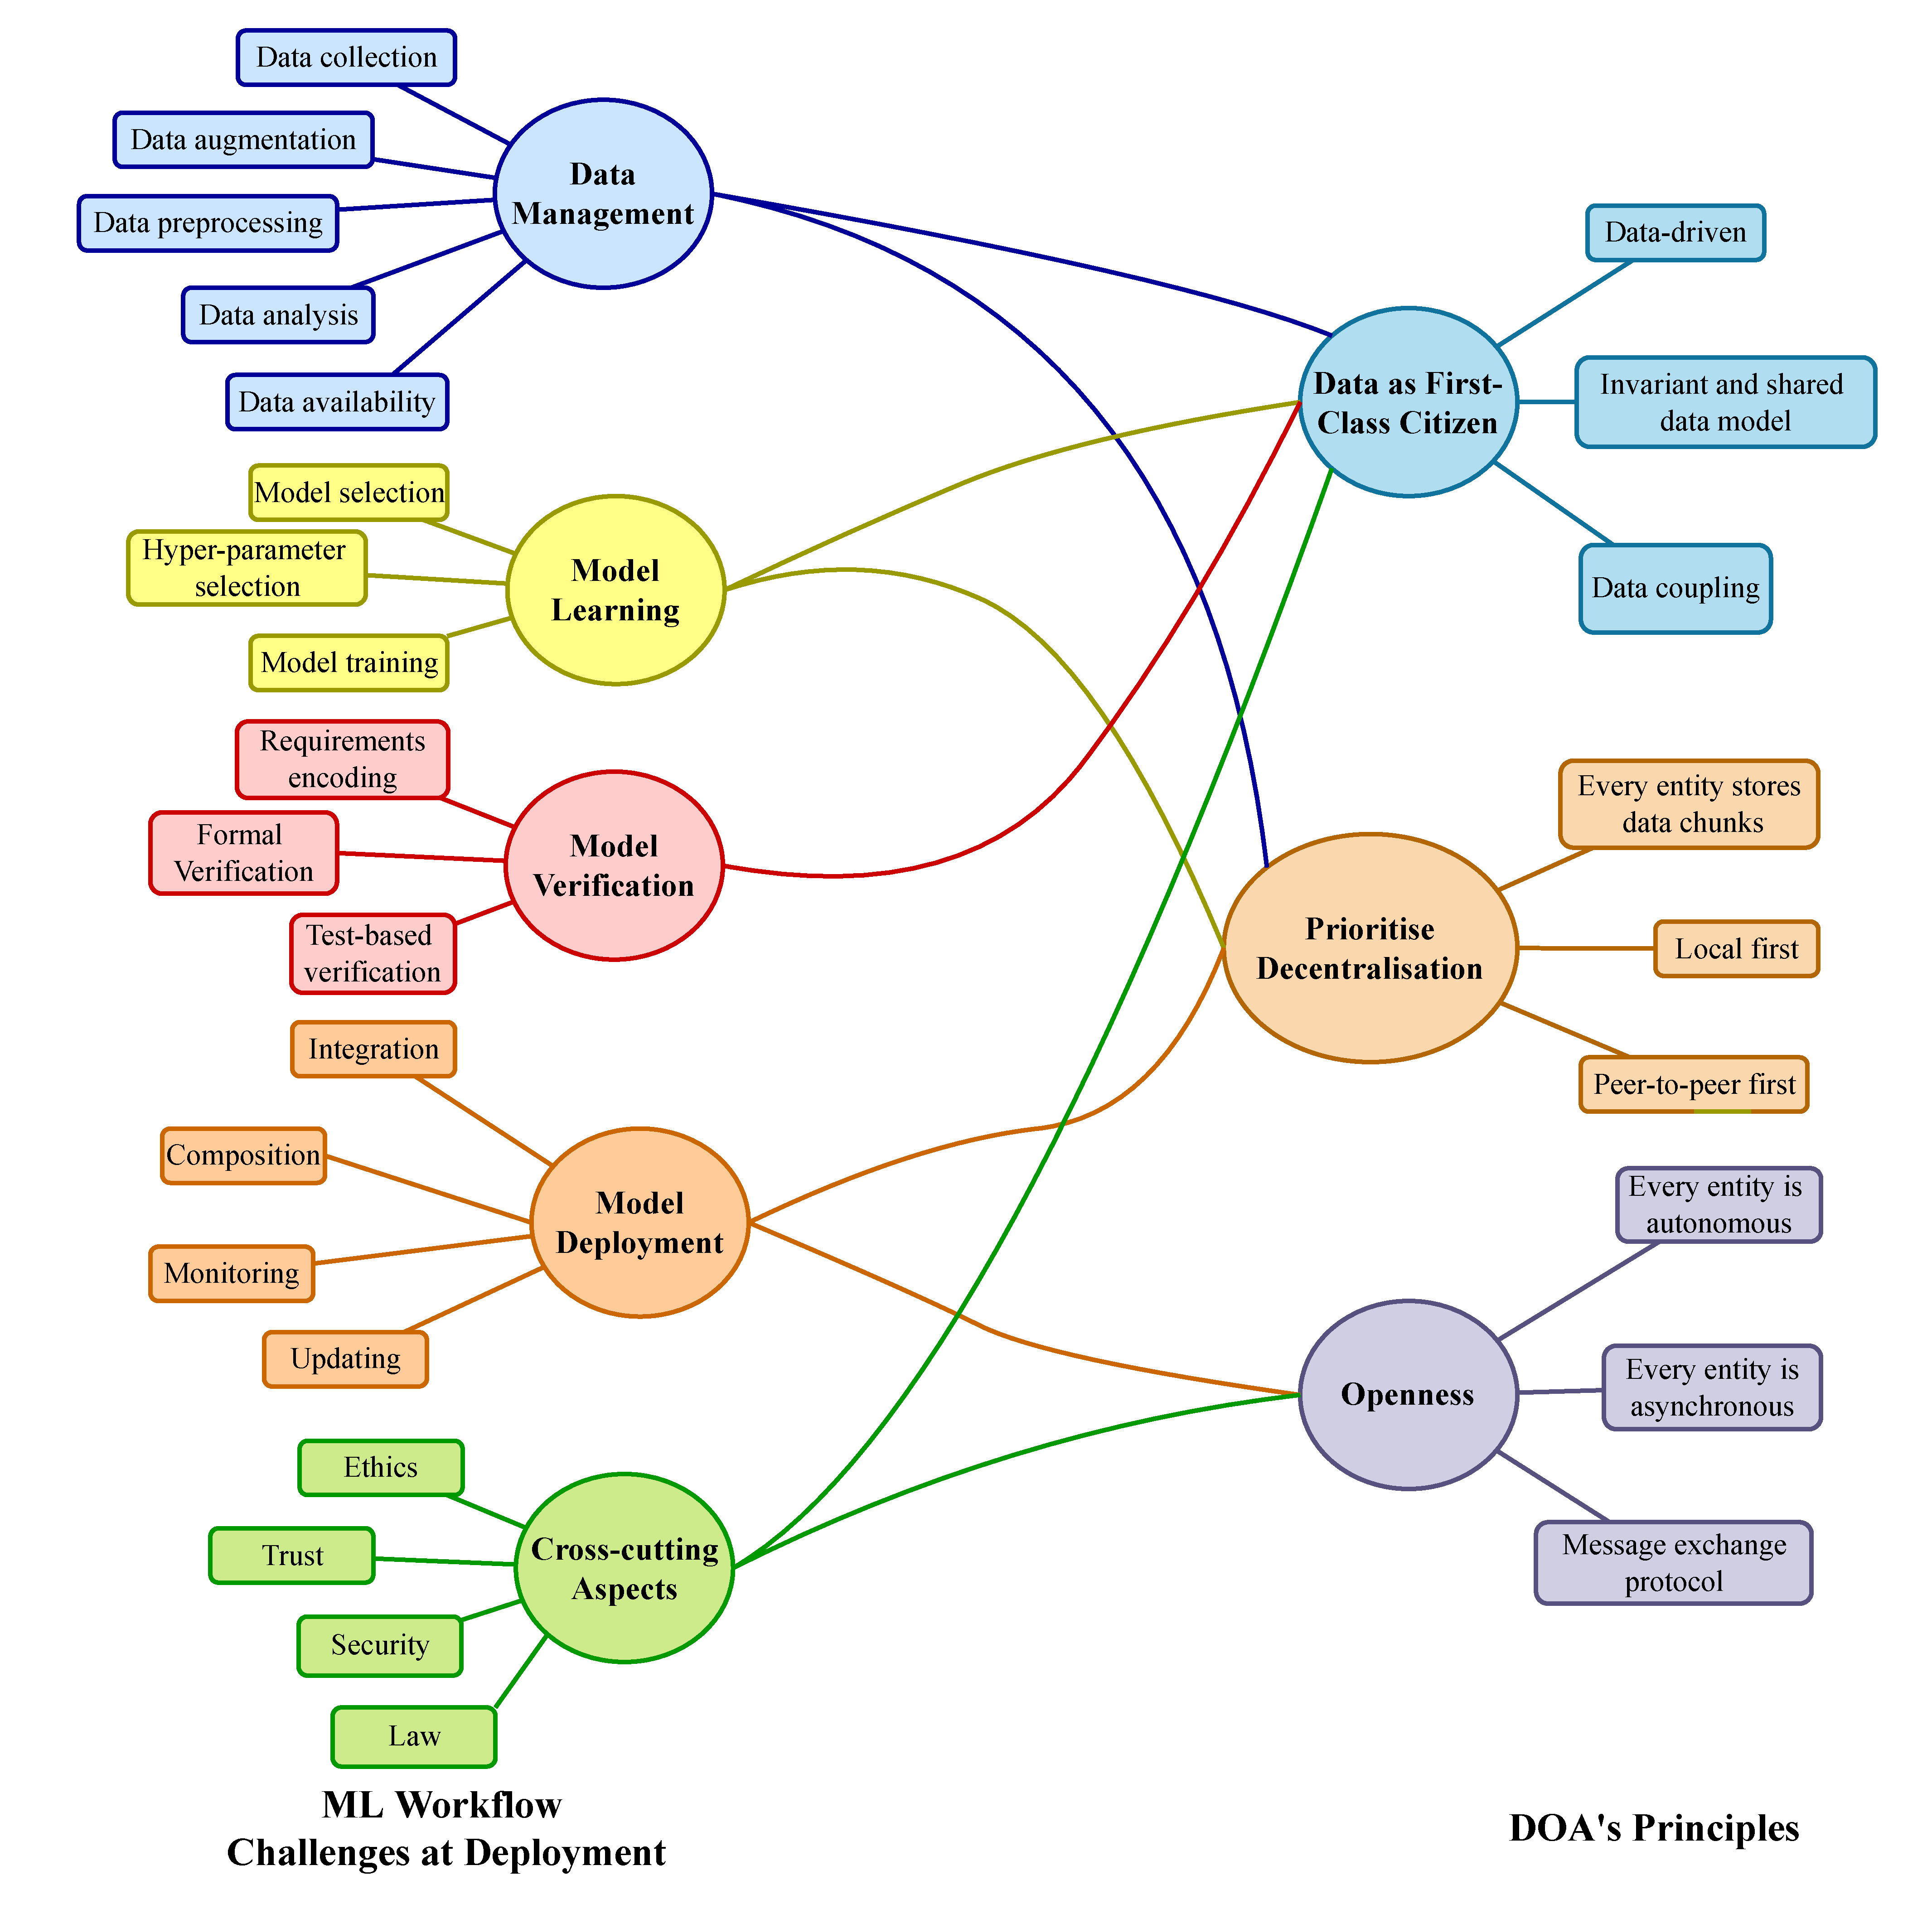 Data collection
Data augmentation
Data preprocessing
Data analysis
Data availability
Data
Management
Model selection
Hyper-parameter
selection
Model training
Model
Learning
Requirements
encoding
Formal
Verification
Test-based
verification
Model
Verification
Integration
Composition
Monitoring
Updating
Model
Deployment
Ethics
Trust
Security
Law
Cross-cutting
Aspects
ML Workflow
Challenges at Deployment
Data as First-
Class Citizen
Data-driven
Invariant and shared
data model
Data coupling
Prioritise
Decentralisation
Every entity stores
data chunks
Local first
Peer-to-peer first
Openness
Every entity is
autonomous
Every entity is
asynchronous
Message exchange
protocol
DOA's Principles